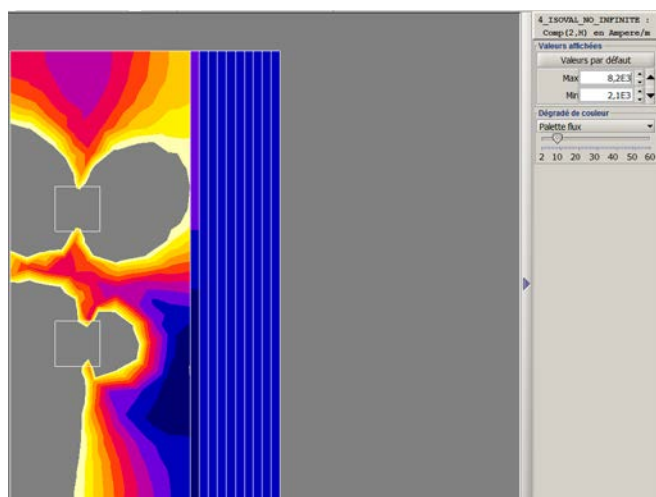 4_ISOVAL_NO_INFINITE :
Comp(2,H) en Ampere/m
Valeurs affichées
Valeurs par défaut
Max 8,2E3
Min 2,1E3
Dégradé de couleur
Palette flux
2 10 20 30 40 50 60